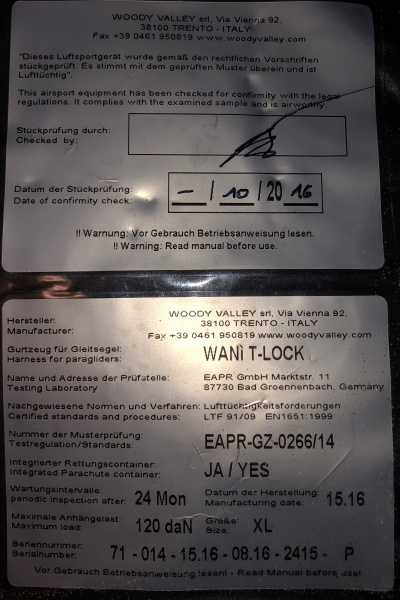 WOODY VALLEY srl, Via Vienna 92,
38100 TRENTO - ITALY
Fax +39 0461 950819 www.woodyvalley.com
"Dieses Luftsportgerät wurde gemäß den rechtlichen Vorschriften
stückgeprüft. Es stimmt mit dem geprüften Muster überein und ist
Lufttüchtig".
This airsport equipment has been checked for confirmity with the legal
regulations. It complies with the examined sample and is airworthy.
Stückprüfung durch:
Checked by:
Datum der Stückprüfung: – / 10 / 20 16
Date of confirmity check:
!! Warnung: Vor Gebrauch Betriebsanweisung lesen.
!! Warning: Read manual before use.
Hersteller: WOODY VALLEY srl, Via Vienna 92,
Manufacturer: 38100 TRENTO - ITALY
Fax +39 0461 950819 www.woodyvalley.com
Gurtzeug für Gleitsegel: WANI T-LOCK
Harness for paragliders:
Name und Adresse der Prüfatelle: EAPR GmbH Marktstr. 11
Testing Laboratory 87730 Bad Groennenbach, Germany
Nachgewiesene Normen und Verfahren: Lufttüchtigkeitsforderungen
Certified standards and procedures: LTF 91/09 EN1651:1999
Nummer der Musterprüfung: EAPR-GZ-0266/14
Testregulation/Standards:
Integrierter Rettungscontainer: JA / YES
Integrated Parachute container:
Wartungsintervalle: 24 Mon Datum der Herstellung: 15.16
periodic inspection after: Manufacturing date:
Maximale Anhängelast: 120 daN Große: XL
Maximum load: Size:
Seriennummer: 71 - 014 - 15.16 - 08.16 - 2415 - P
Serialnumber:
Vor Gebrauch Betriebsanweisung lesen! - Read Manual before use!